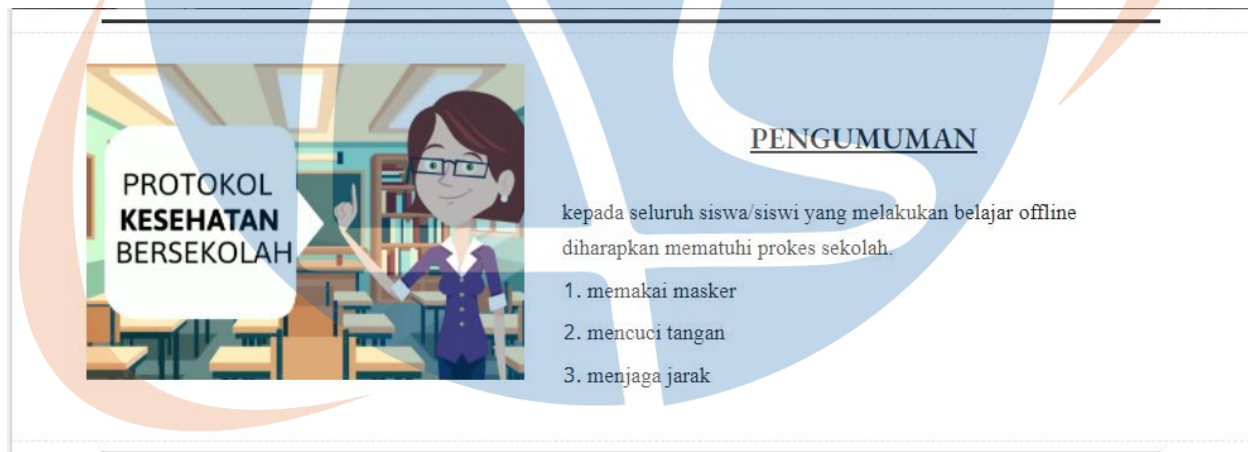 PROTOKOL
KESEHATAN
BERSEKOLAH
PENGUMUMAN
kepada seluruh siswa/siswi yang melakukan belajar offline
diharapkan mematuhi prokes sekolah.
1. memakai masker
2. mencuci tangan
3. menjaga jarak